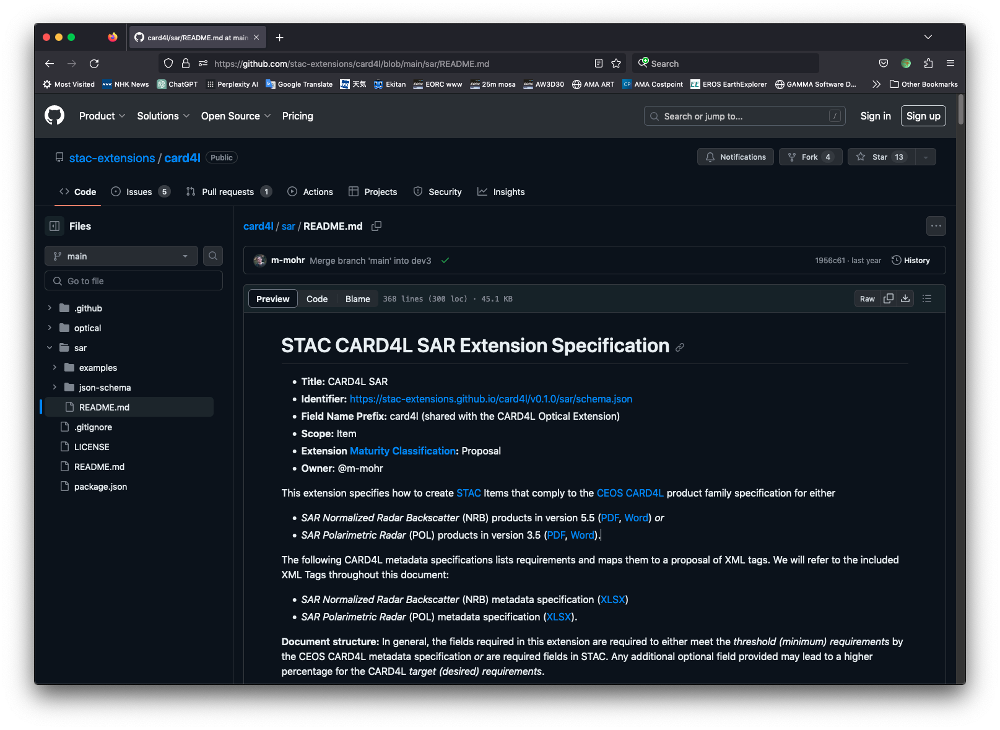 card4l/sar/README.md at main
https://github.com/stac-extensions/card4l/blob/main/sar/README.md
Search
Most Visited NHK News ChatGPT Perplexity AI Google Translate 天気 Ekitan EORC www 25m mosa AW3D30 AMA ART AMA Costpoint EROS EarthExplorer GAMMA Software D... Other Bookmarks
Product Solutions Open Source Pricing Search or jump to... / Sign in Sign up
stac-extensions / card4l Public Notifications Fork 4 Star 13
Code Issues 5 Pull requests 1 Actions Projects Security Insights
Files
main
Go to file
.github
optical
sar
examples
json-schema
README.md
.gitignore
LICENSE
README.md
package.json
card4l / sar / README.md
m-mohr Merge branch 'main' into dev3 1956c61 · last year History
Preview Code Blame 368 lines (300 loc) · 45.1 KB Raw
STAC CARD4L SAR Extension Specification
• Title: CARD4L SAR
• Identifier: https://stac-extensions.github.io/card4l/v0.1.0/sar/schema.json
• Field Name Prefix: card4l (shared with the CARD4L Optical Extension)
• Scope: Item
• Extension Maturity Classification: Proposal
• Owner: @m-mohr
This extension specifies how to create STAC Items that comply to the CEOS CARD4L product family specification for either
• SAR Normalized Radar Backscatter (NRB) products in version 5.5 (PDF, Word) or
• SAR Polarimetric Radar (POL) products in version 3.5 (PDF, Word).
The following CARD4L metadata specifications lists requirements and maps them to a proposal of XML tags. We will refer to the included
XML Tags throughout this document:
• SAR Normalized Radar Backscatter (NRB) metadata specification (XLSX)
• SAR Polarimetric Radar (POL) metadata specification (XLSX).
Document structure: In general, the fields required in this extension are required to either meet the threshold (minimum) requirements by
the CEOS CARD4L metadata specification or are required fields in STAC. Any additional optional field provided may lead to a higher
percentage for the CARD4L target (desired) requirements.